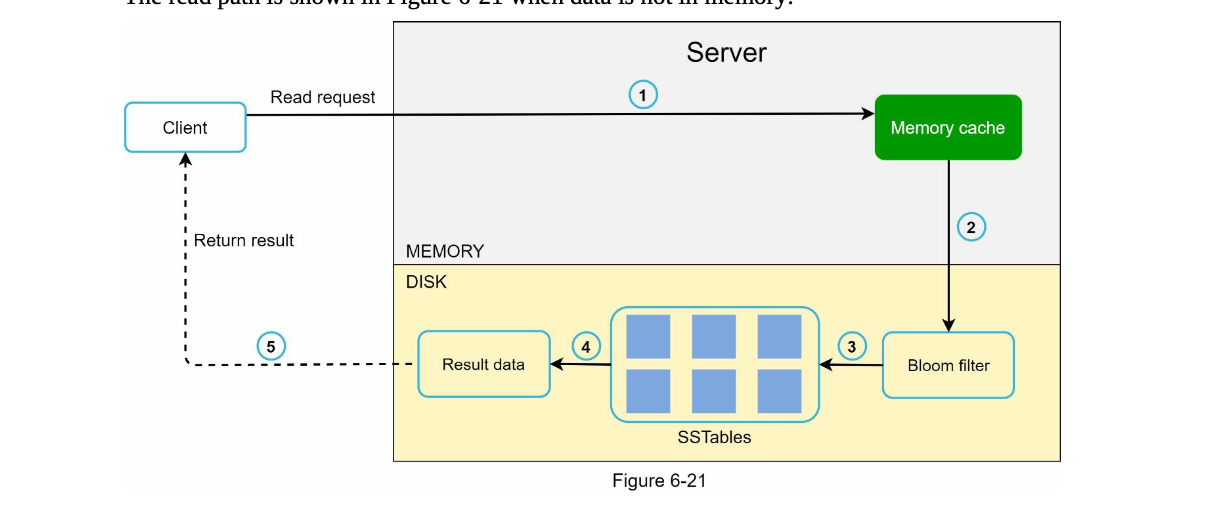 The read path is shown in Figure 6-21 when data is not in memory.
Server
Read request
1
Client
Memory cache
2
Return result
MEMORY
DISK
5
Result data
4
3
Bloom filter
SSTables
Figure 6-21